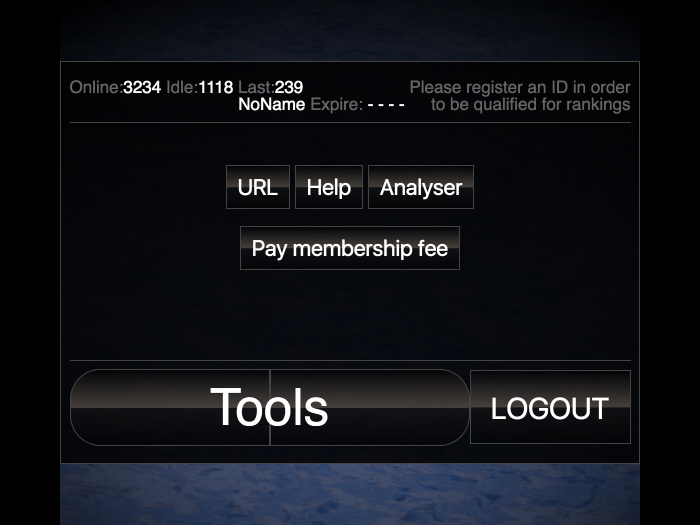 Online:3234 Idle:1118 Last:239
NoName Expire: - - - -
Please register an ID in order
to be qualified for rankings
URL Help Analyser
Pay membership fee
Tools LOGOUT